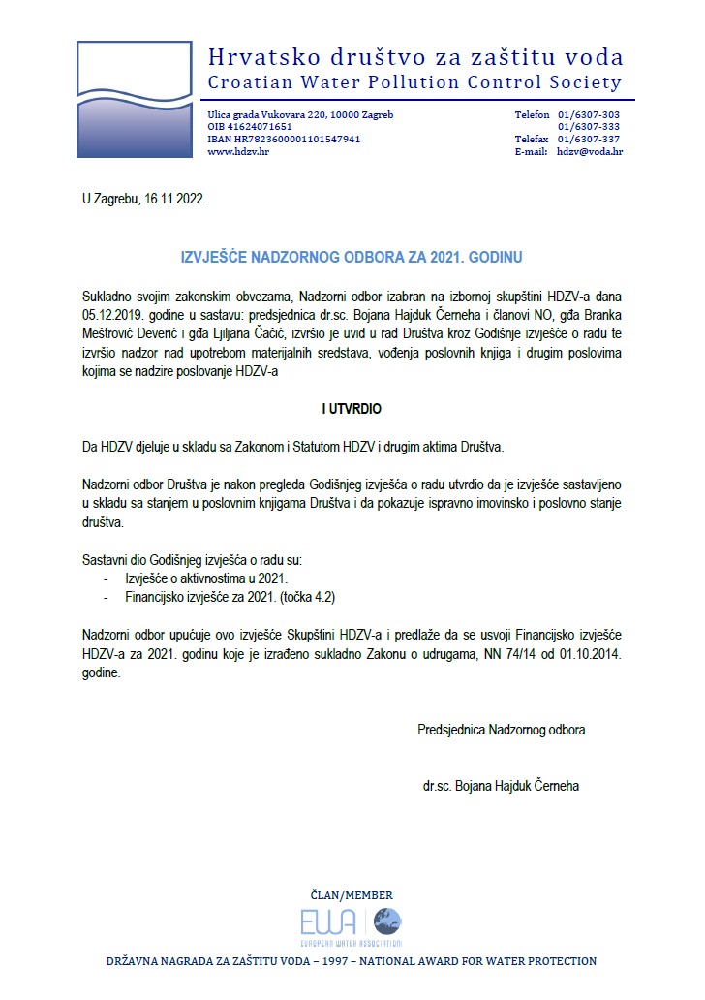 Hrvatsko društvo za zaštitu voda
Croatian Water Pollution Control Society
Ulica grada Vukovara 220, 10000 Zagreb
OIB 41624071651
IBAN HR7823600001101547941
www.hdzv.hr
Telefon 01/6307-303
01/6307-333
Telefax 01/6307-337
E-mail: hdzv@voda.hr
U Zagrebu, 16.11.2022.
IZVJEŠĆE NADZORNOG ODBORA ZA 2021. GODINU
Sukladno svojim zakonskim obvezama, Nadzorni odbor izabran na izbornoj skupštini HDZV-a dana
05.12.2019. godine u sastavu: predsjednica dr.sc. Bojana Hajduk Černeha i članovi NO, gđa Branka
Meštrović Deverić i gđa Ljiljana Čačić, izvršio je uvid u rad Društva kroz Godišnje izvješće o radu te
izvršio nadzor nad upotrebom materijalnih sredstava, vođenja poslovnih knjiga i drugim poslovima
kojima se nadzire poslovanje HDZV-a
I UTVRDIO
Da HDZV djeluje u skladu sa Zakonom i Statutom HDZV i drugim aktima Društva.
Nadzorni odbor Društva je nakon pregleda Godišnjeg izvješća o radu utvrdio da je izvješće sastavljeno
u skladu sa stanjem u poslovnim knjigama Društva i da pokazuje ispravno imovinsko i poslovno stanje
društva.
Sastavni dio Godišnjeg izvješća o radu su:
- Izvješće o aktivnostima u 2021.
- Financijsko izvješće za 2021. (točka 4.2)
Nadzorni odbor upućuje ovo izvješće Skupštini HDZV-a i predlaže da se usvoji Financijsko izvješće
HDZV-a za 2021. godinu koje je izrađeno sukladno Zakonu o udrugama, NN 74/14 od 01.10.2014.
godine.
Predsjednica Nadzornog odbora
dr.sc. Bojana Hajduk Černeha
ČLAN/MEMBER
EWA
EUROPEAN WATER ASSOCIATION
DRŽAVNA NAGRADA ZA ZAŠTITU VODA – 1997 – NATIONAL AWARD FOR WATER PROTECTION